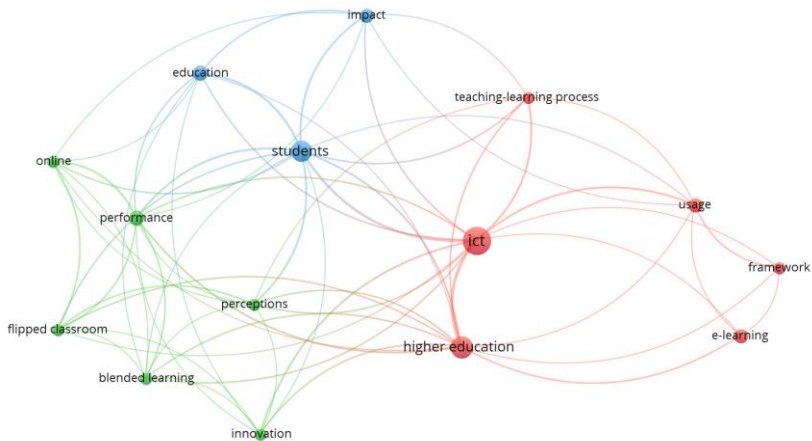 impact
education
teaching-learning process
students
online
usage
performance
ict
framework
perceptions
flipped classroom
e-learning
higher education
blended learning
innovation